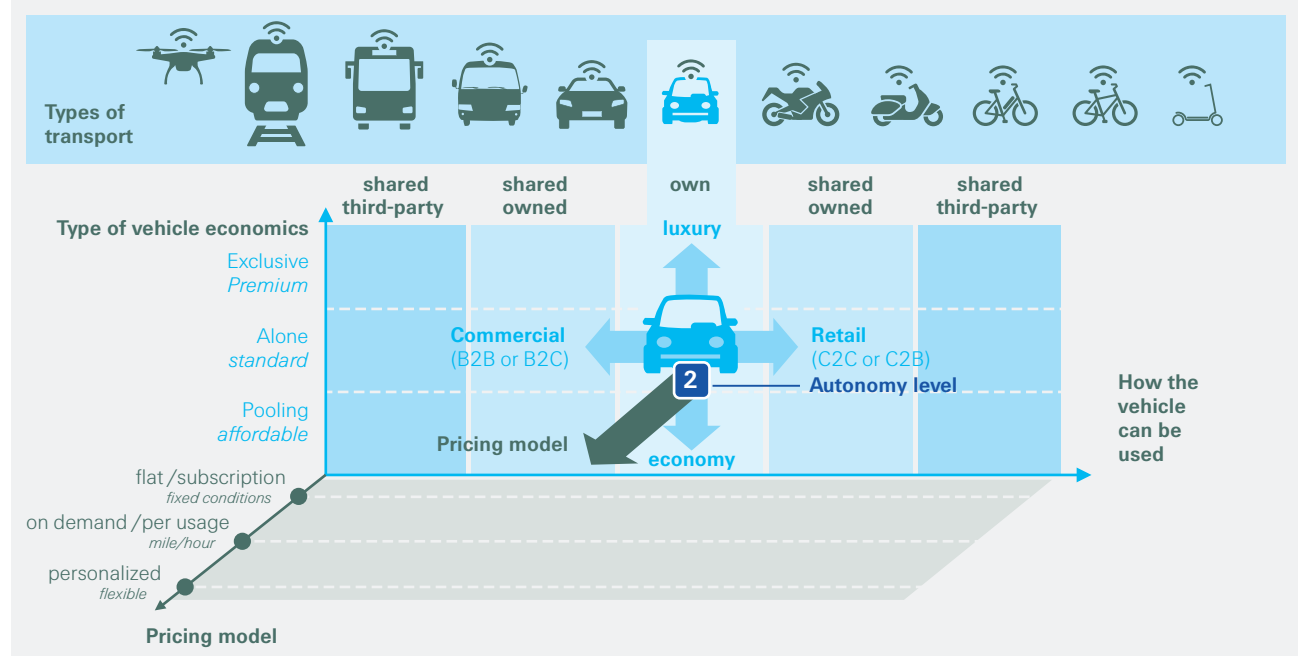 Types of
transport
shared
third-party
shared
owned
own
shared
owned
shared
third-party
Type of vehicle economics
luxury
Exclusive
Premium
Alone
standard
Commercial
(B2B or B2C)
Retail
(C2C or C2B)
2
Autonomy level
How the
vehicle
can be
used
Pooling
affordable
Pricing model
economy
flat /subscription
fixed conditions
on demand /per usage
mile/hour
personalized
flexible
Pricing model